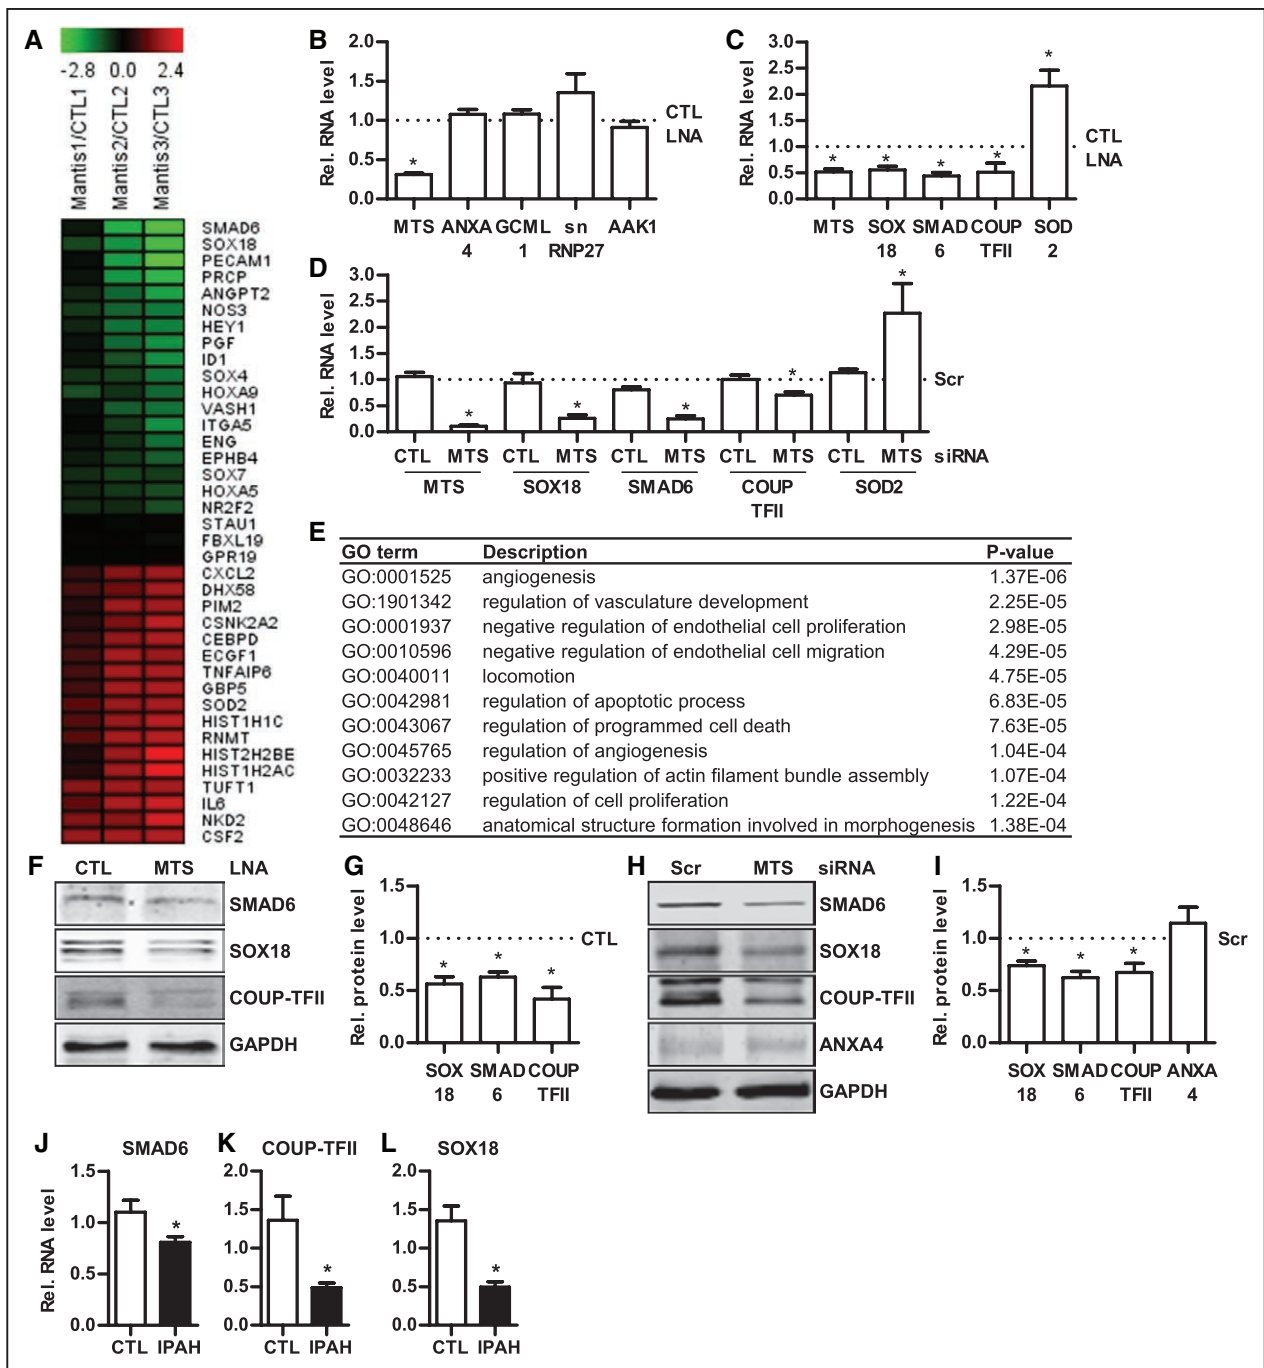 A
-2.8 0.0 2.4
Mantis1/CTL1
Mantis2/CTL2
Mantis3/CTL3
SMAD6
SOX18
PECAM1
PRCP
ANGPT2
NOS3
HEY1
PGF
ID1
SOX4
HOXA9
VASH1
ITGA5
ENG
EPHB4
SOX7
HOXA5
NR2F2
STAU1
FBXL19
GPR19
CXCL2
DHX58
PIM2
CSNK2A2
CEBPD
ECGF1
TNFAIP6
GBP5
SOD2
HIST1H1C
RNMT
HIST2H2BE
HIST1H2AC
TUFT1
IL6
NKD2
CSF2
B
Rel. RNA level
2.0
1.5
1.0
0.5
0.0
*
CTL
LNA
MTS ANXA GCML sn AAK1
4 1 RNP27
C
Rel. RNA level
3.0
2.5
2.0
1.5
1.0
0.5
0.0
* * * * *
CTL
LNA
MTS SOX SMAD COUP SOD
18 6 TFII 2
D
Rel. RNA level
3.0
2.5
2.0
1.5
1.0
0.5
0.0
* * * * *
Scr
CTL MTS CTL MTS CTL MTS CTL MTS CTL MTS siRNA
MTS SOX18 SMAD6 COUP SOD2
TFII
E
GO term Description P-value
GO:0001525 angiogenesis 1.37E-06
GO:1901342 regulation of vasculature development 2.25E-05
GO:0001937 negative regulation of endothelial cell proliferation 2.98E-05
GO:0010596 negative regulation of endothelial cell migration 4.29E-05
GO:0040011 locomotion 4.75E-05
GO:0042981 regulation of apoptotic process 6.83E-05
GO:0043067 regulation of programmed cell death 7.63E-05
GO:0045765 regulation of angiogenesis 1.04E-04
GO:0032233 positive regulation of actin filament bundle assembly 1.07E-04
GO:0042127 regulation of cell proliferation 1.22E-04
GO:0048646 anatomical structure formation involved in morphogenesis 1.38E-04
F
CTL MTS LNA
SMAD6
SOX18
COUP-TFII
GAPDH
G
Rel. protein level
1.5
1.0
0.5
0.0
* * *
CTL
SOX SMAD COUP
18 6 TFII
H
Scr MTS siRNA
SMAD6
SOX18
COUP-TFII
ANXA4
GAPDH
I
Rel. protein level
1.5
1.0
0.5
0.0
* * *
Scr
SOX SMAD COUP ANXA
18 6 TFII 4
J
SMAD6
Rel. RNA level
1.5
1.0
0.5
0.0
*
CTL IPAH
K
COUP-TFII
2.0
1.5
1.0
0.5
0.0
*
CTL IPAH
L
SOX18
2.0
1.5
1.0
0.5
0.0
*
CTL IPAH